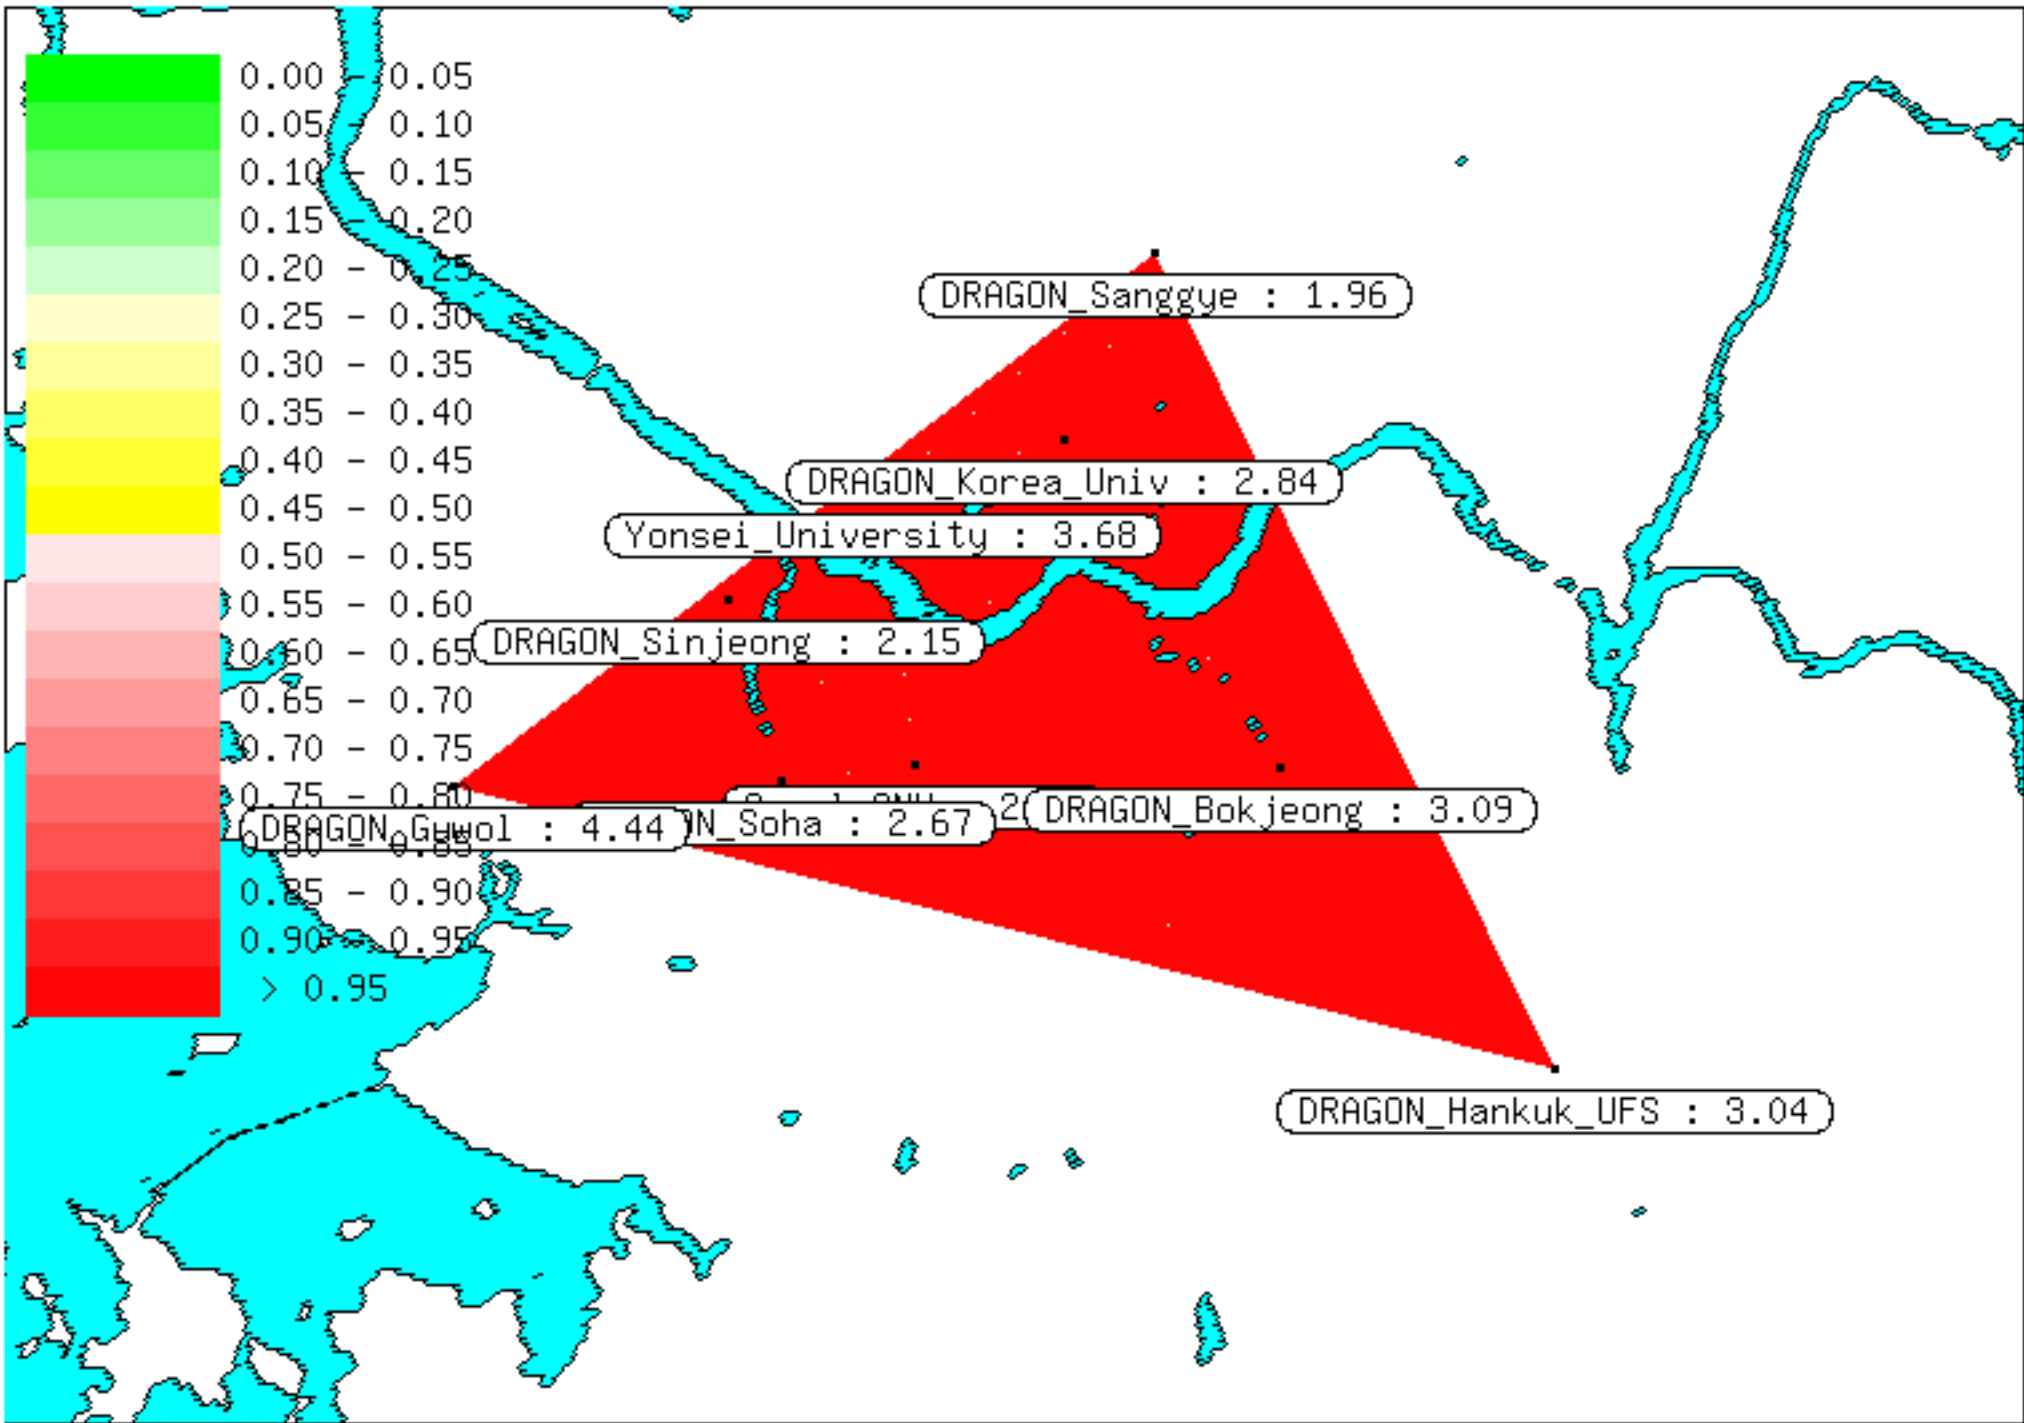 0.00 - 0.05
0.05 - 0.10
0.10 - 0.15
0.15 - 0.20
0.20 - 0.25
0.25 - 0.30
0.30 - 0.35
0.35 - 0.40
0.40 - 0.45
0.45 - 0.50
0.50 - 0.55
0.55 - 0.60
0.60 - 0.65
0.65 - 0.70
0.70 - 0.75
0.75 - 0.80
0.80 - 0.85
0.85 - 0.90
0.90 - 0.95
> 0.95
DRAGON_Sanggye : 1.96
DRAGON_Korea_Univ : 2.84
Yonsei_University : 3.68
DRAGON_Sinjeong : 2.15
DRAGON_Bokjeong : 3.09
N_Soha : 2.67
DRAGON_Guwol : 4.44
DRAGON_Hankuk_UFS : 3.04